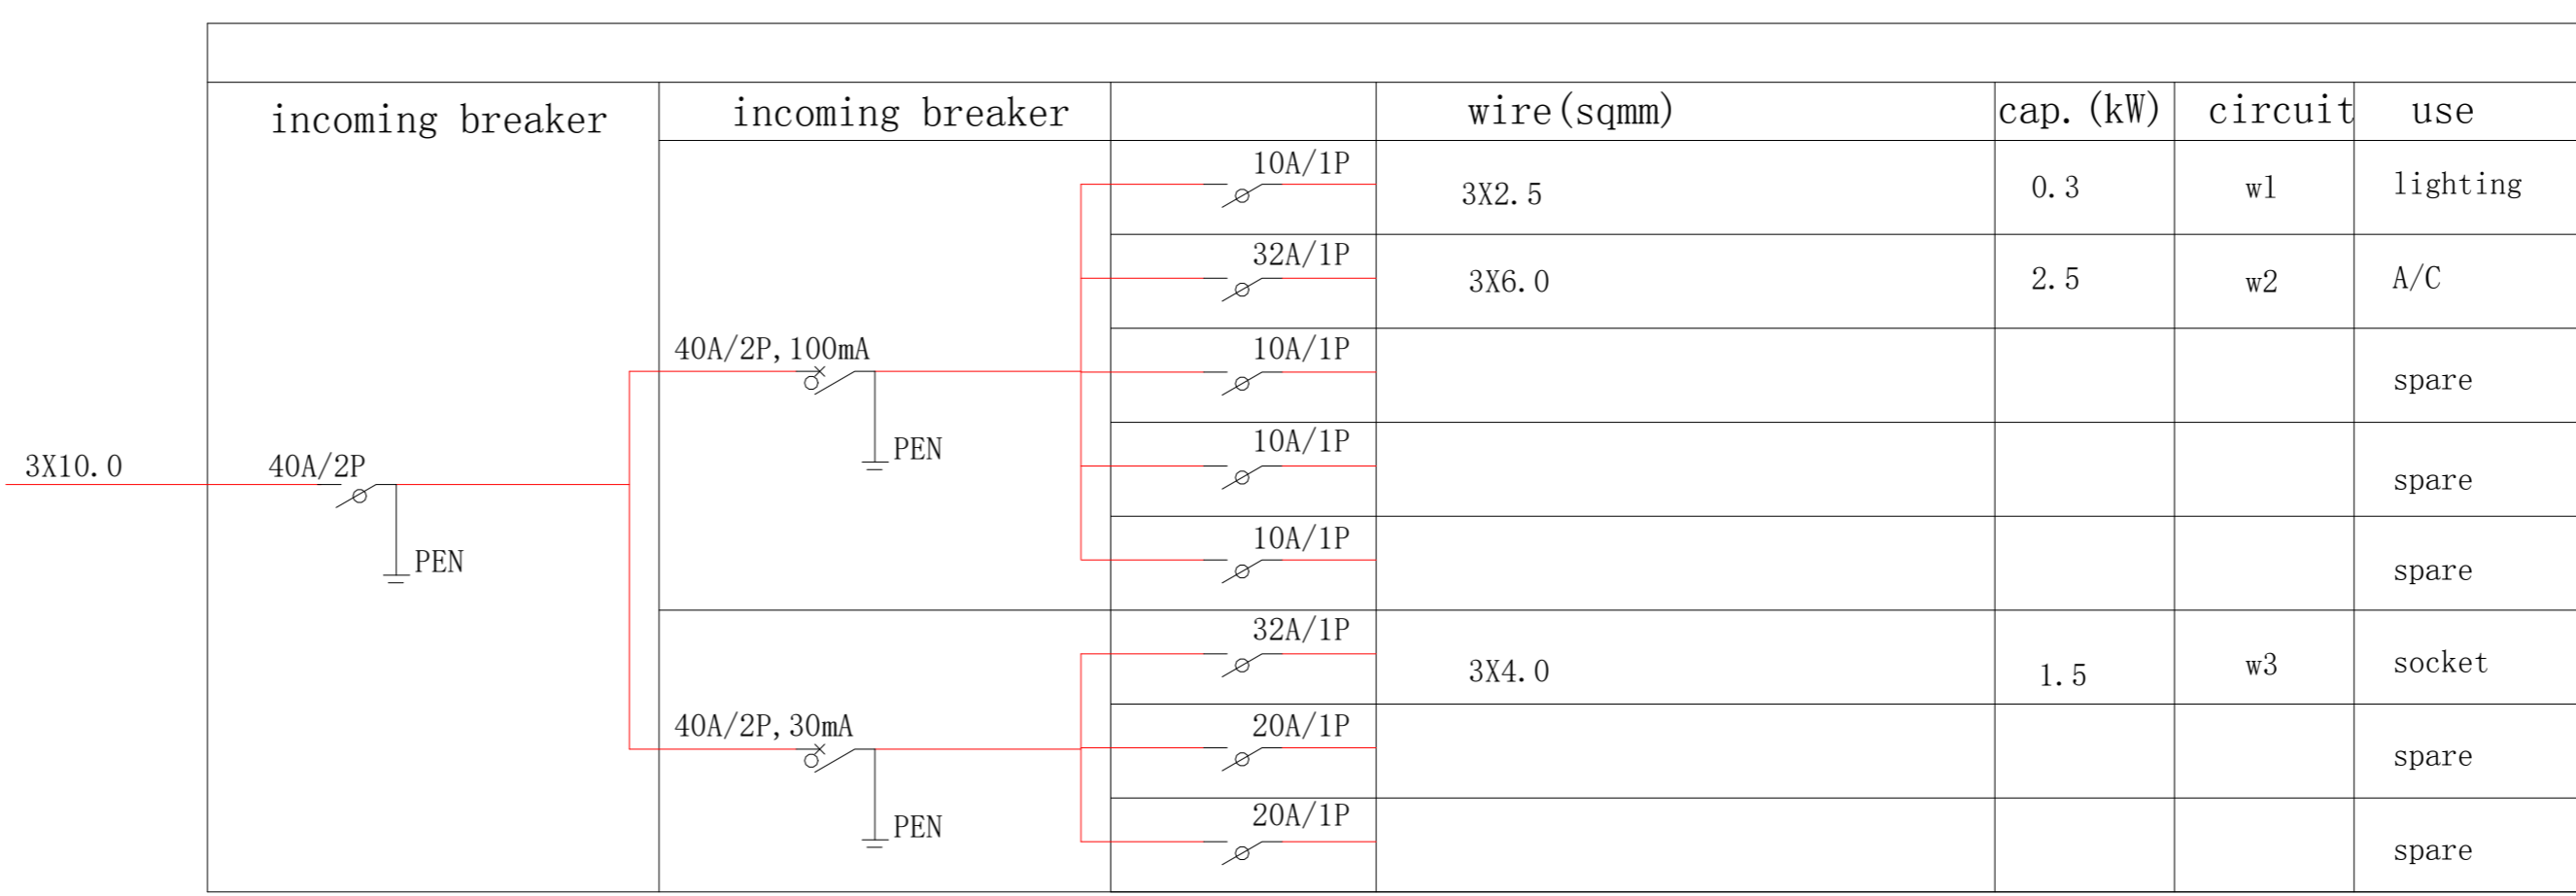 incoming breaker incoming breaker wire(sqmm) cap.(kW) circuit use
10A/1P 3X2.5 0.3 w1 lighting
32A/1P 3X6.0 2.5 w2 A/C
40A/2P,100mA 10A/1P spare
10A/1P spare
PEN
3X10.0 40A/2P
10A/1P spare
PEN
32A/1P 3X4.0 1.5 w3 socket
40A/2P,30mA 20A/1P spare
20A/1P spare
PEN